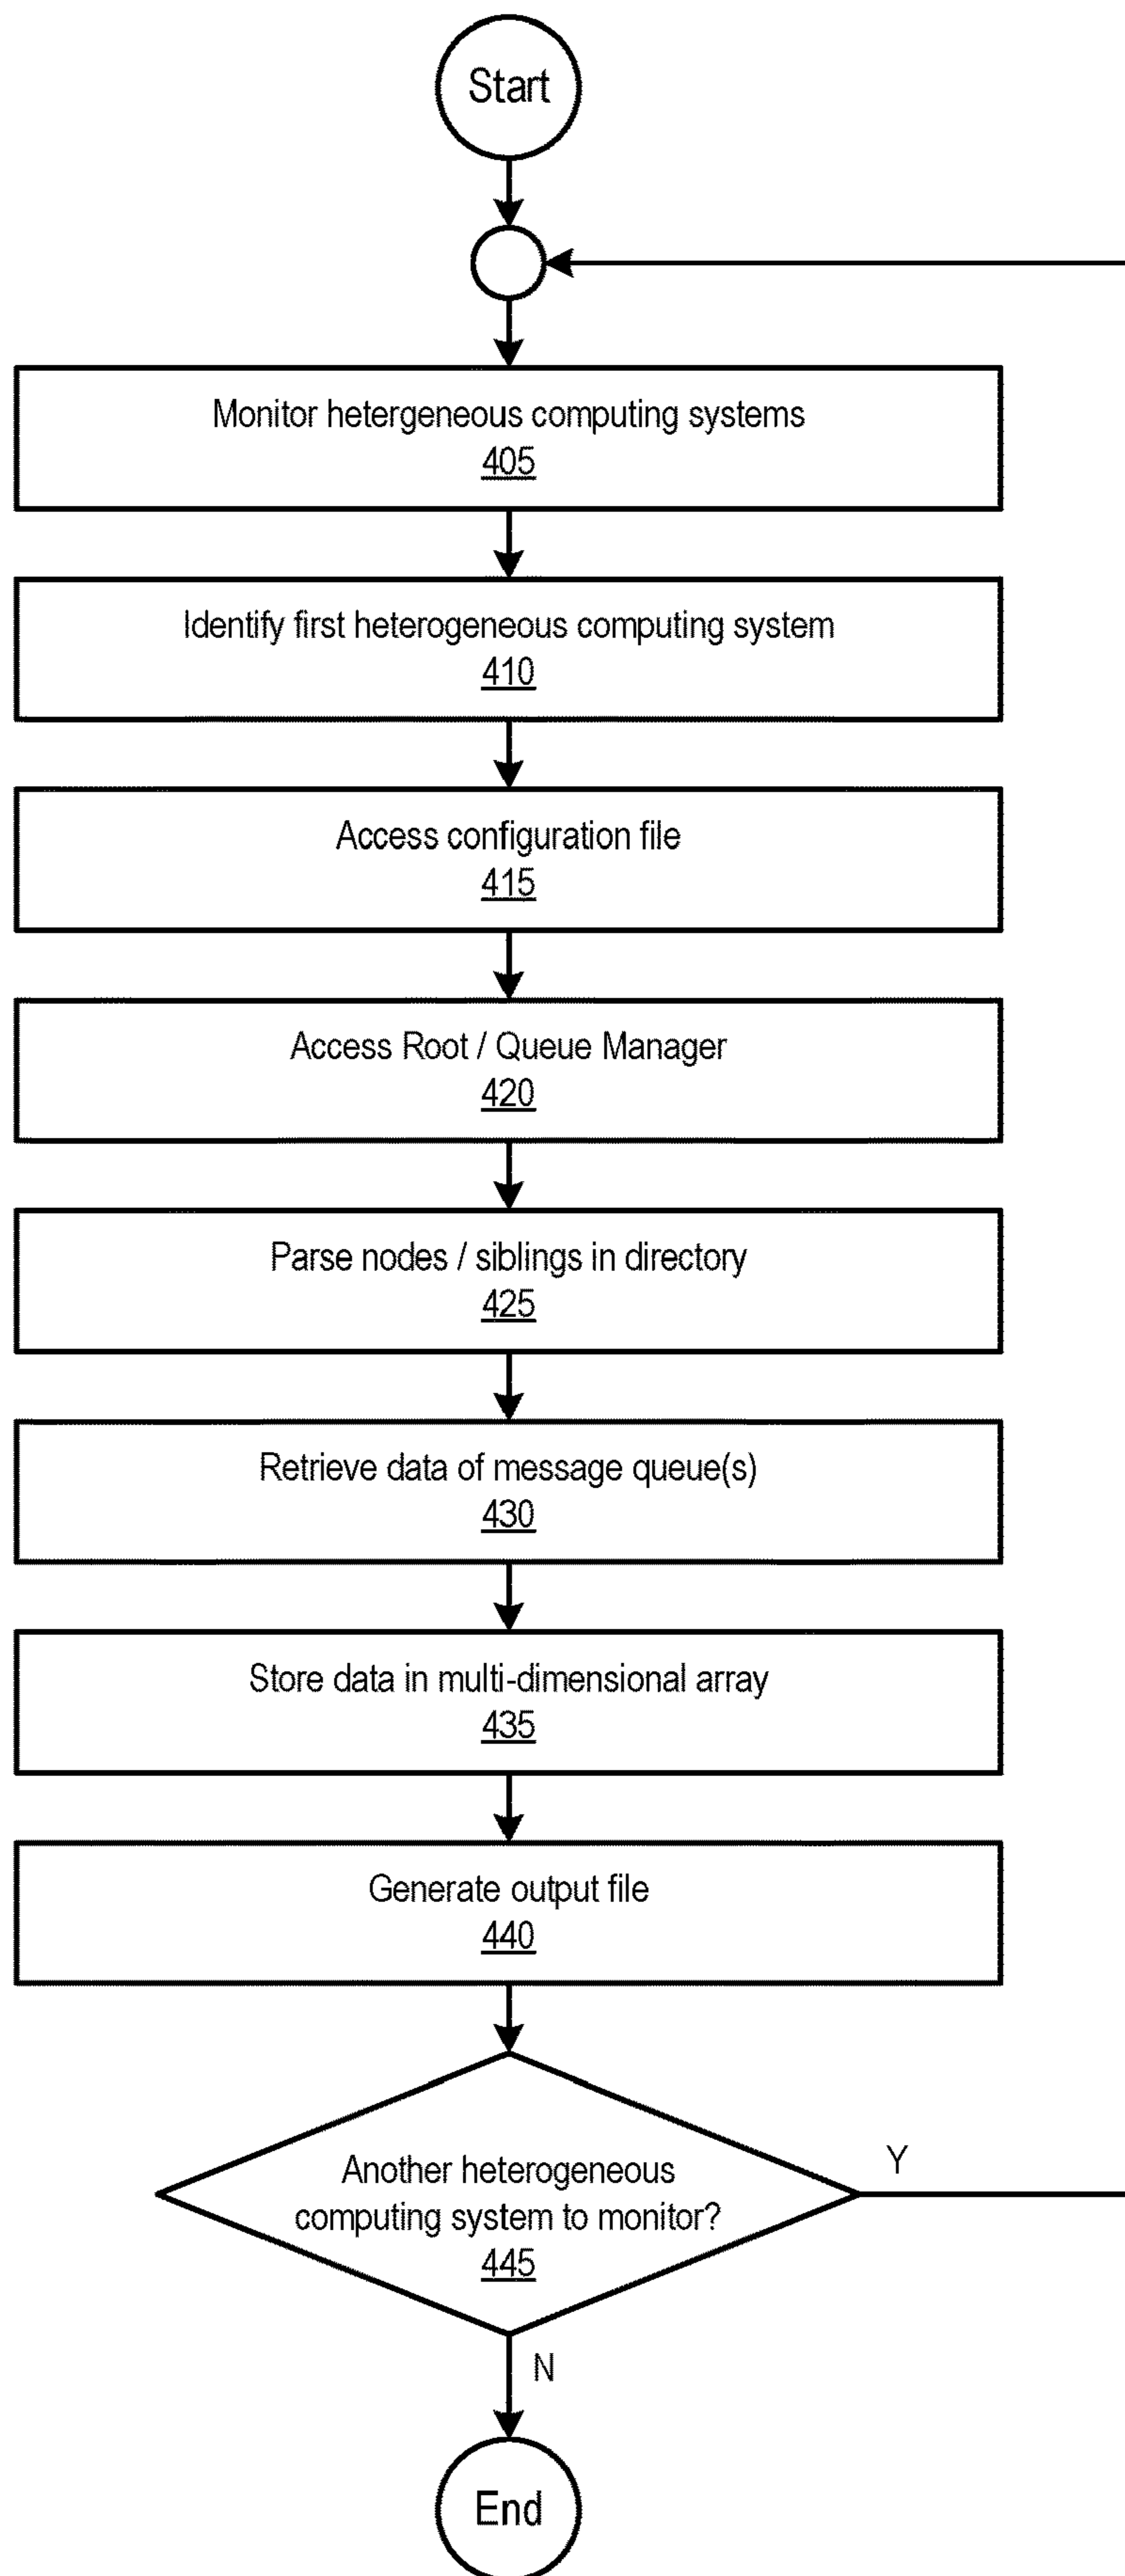 Start
Monitor hetergeneous computing systems
405
Identify first heterogeneous computing system
410
Access configuration file
415
Access Root / Queue Manager
420
Parse nodes / siblings in directory
425
Retrieve data of message queue(s)
430
Store data in multi-dimensional array
435
Generate output file
440
Another heterogeneous
computing system to monitor?
445
Y
N
End